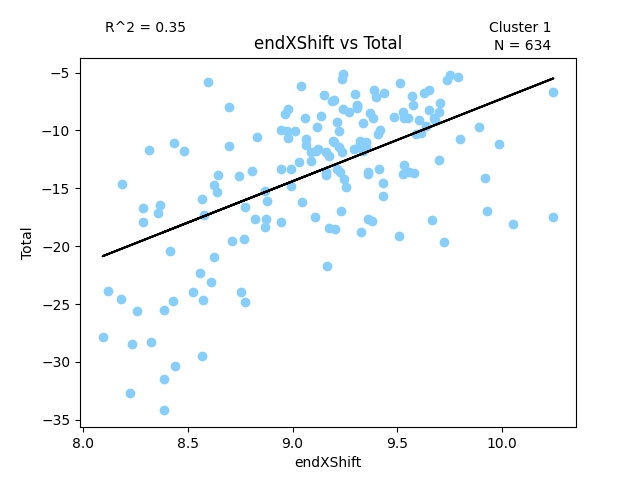 R^2 = 0.35
Cluster 1
N = 634
endXShift vs Total
Total
−5
−10
−15
−20
−25
−30
−35
8.0 8.5 9.0 9.5 10.0
endXShift